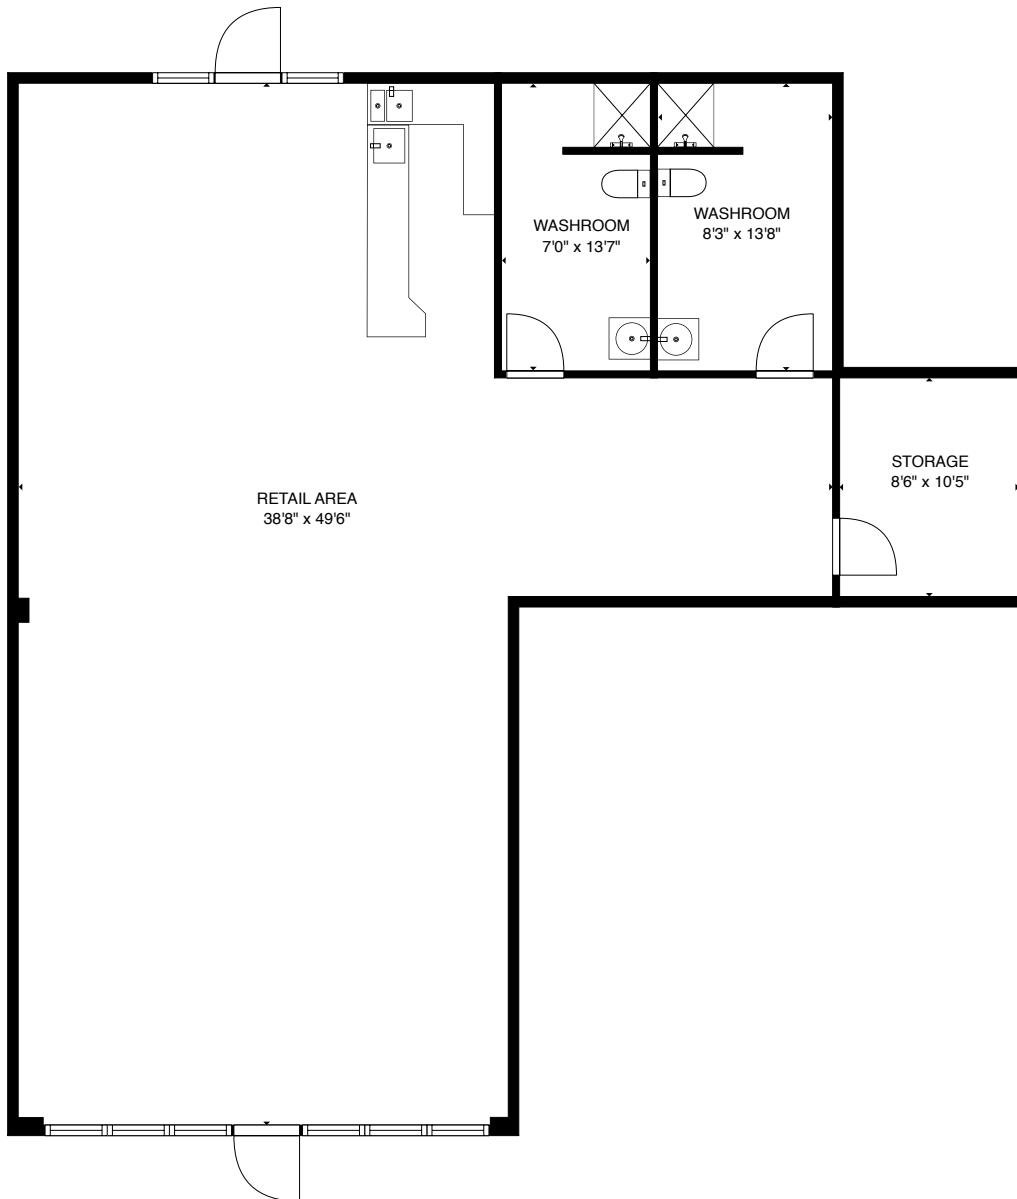 WASHROOM
7'0" x 13'7"
WASHROOM
8'3" x 13'8"
STORAGE
8'6" x 10'5"
RETAIL AREA
38'8" x 49'6"